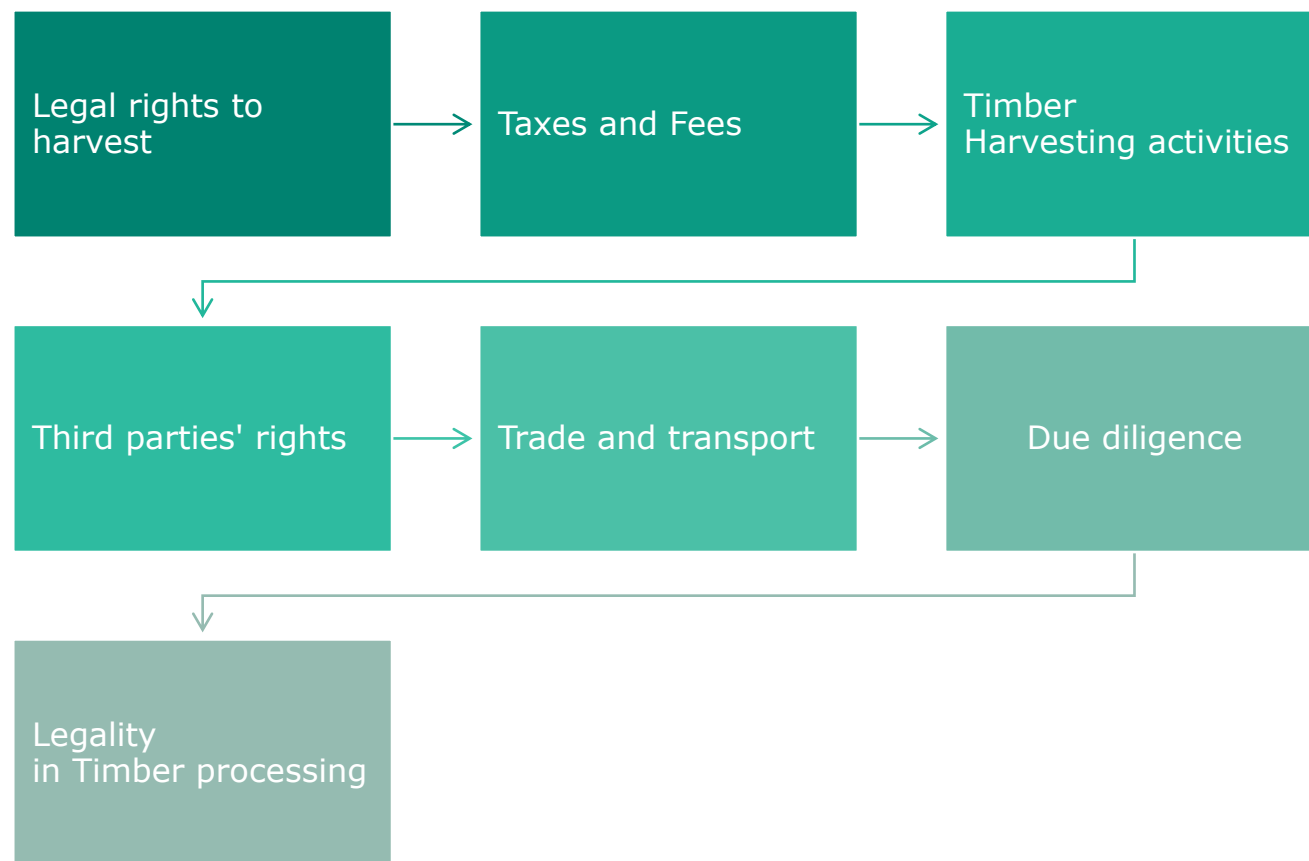 Legal rights to
harvest
Taxes and Fees
Timber
Harvesting activities
Third parties' rights
Trade and transport
Due diligence
Legality
in Timber processing